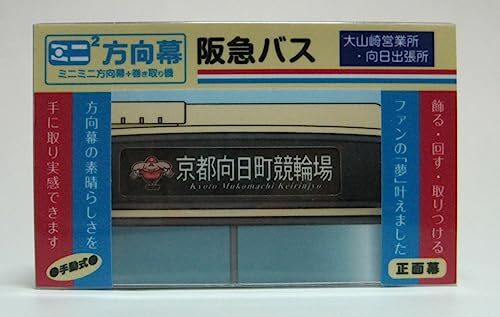 ミニ²方向幕
ミニミニ方向幕+巻き取り機
阪急バス
大山崎営業所
・向日出張所
飾る・回す・取りつける
ファンの「夢」叶えました
方向幕の素晴らしさを
手に取り実感できます
京都向日町競輪場
Kyoto Mukomachi Keirinjyo
●手動式●
正面幕